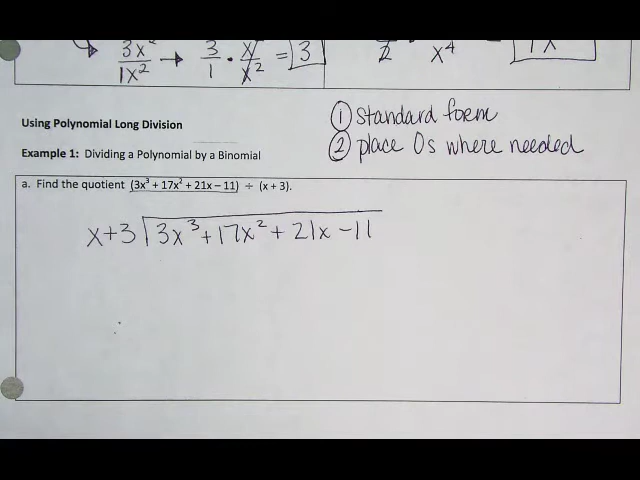 3x² / 1x² → 3/1 · x/x² = 3
2 x⁴ 1x
Using Polynomial Long Division
① standard form
② place 0s where needed
Example 1: Dividing a Polynomial by a Binomial
a. Find the quotient (3x³ + 17x² + 21x – 11) ÷ (x + 3).
x+3 3x³ + 17x² + 21x - 11